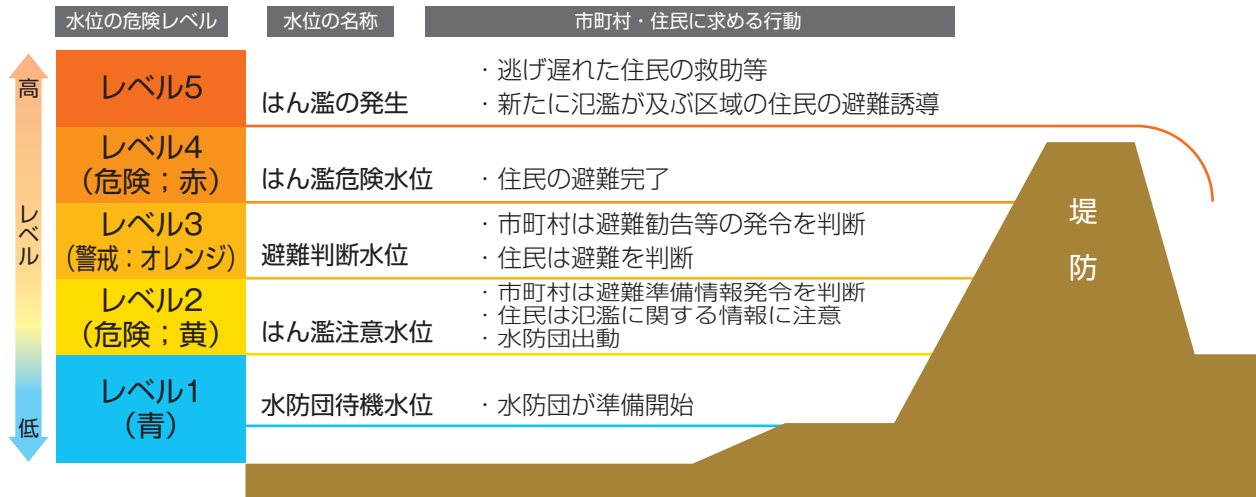 水位の危険レベル
水位の名称
市町村・住民に求める行動
高
レベル
低
レベル5
はん濫の発生
・逃げ遅れた住民の救助等
・新たに氾濫が及ぶ区域の住民の避難誘導
レベル4
(危険；赤)
はん濫危険水位
・住民の避難完了
レベル3
(警戒：オレンジ)
避難判断水位
・市町村は避難勧告等の発令を判断
・住民は避難を判断
レベル2
(危険；黄)
はん濫注意水位
・市町村は避難準備情報発令を判断
・住民は氾濫に関する情報に注意
・水防団出動
レベル1
(青)
水防団待機水位
・水防団が準備開始
堤防